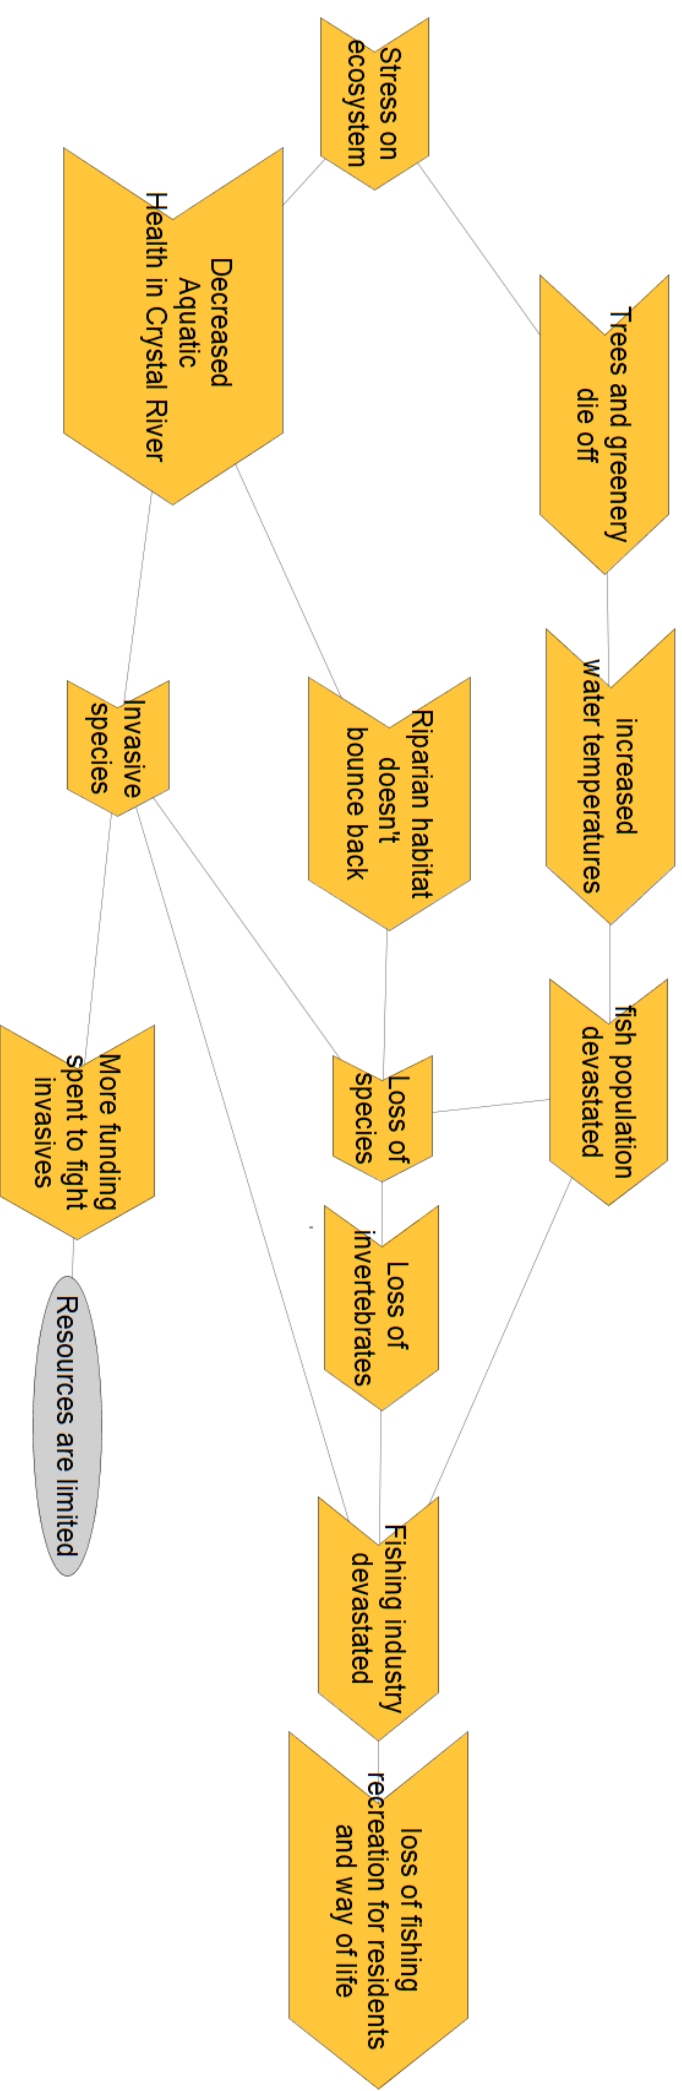 Stress on
ecosystem
Trees and greenery
die off
Decreased
Aquatic
Health in Crystal River
increased
water temperatures
Riparian habitat
doesn't
bounce back
Invasive
species
fish population
devastated
Loss of
species
More funding
spent to fight
invasives
Loss of
invertebrates
Resources are limited
Fishing industry
devastated
loss of fishing
recreation for residents
and way of life